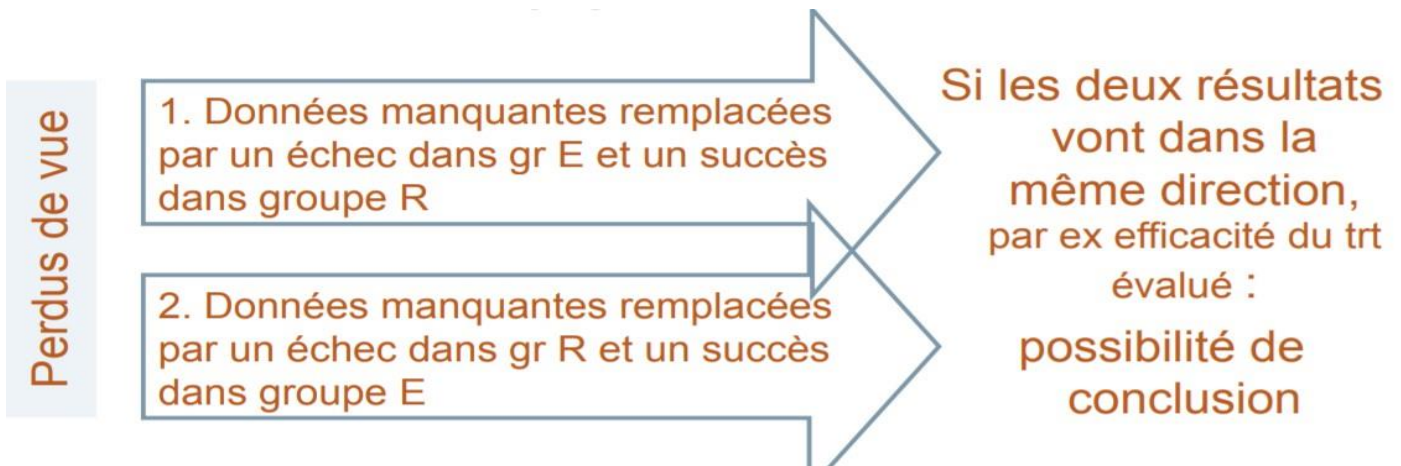 Perdus de vue
1. Données manquantes remplacées
par un échec dans gr E et un succès
dans groupe R
2. Données manquantes remplacées
par un échec dans gr R et un succès
dans groupe E
Si les deux résultats
vont dans la
même direction,
par ex efficacité du trt
évalué :
possibilité de
conclusion